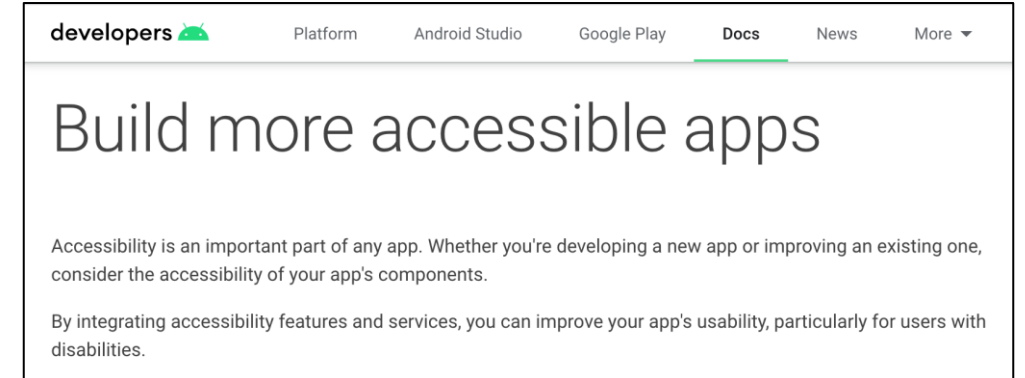 developers Platform Android Studio Google Play Docs News More
Build more accessible apps
Accessibility is an important part of any app. Whether you're developing a new app or improving an existing one,
consider the accessibility of your app's components.
By integrating accessibility features and services, you can improve your app's usability, particularly for users with
disabilities.